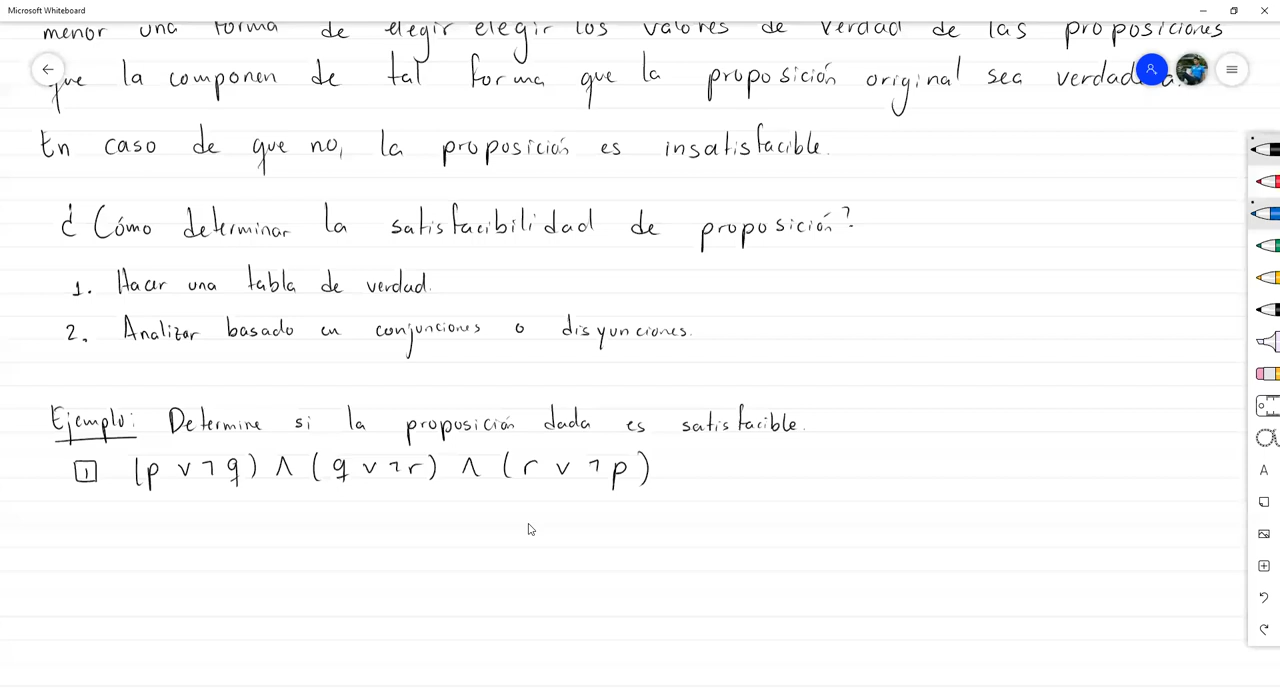 Microsoft Whiteboard
menor una forma de elegir elegir los valores de verdad de las proposiciones
que la componen de tal forma que la proposición original sea
En caso de que no, la proposición es insatisfacible.
¿Cómo determinar la satisfacibilidad de proposición?
1. Hacer una tabla de verdad.
2. Analizar basado en conjunciones o disyunciones.
Ejemplo: Determine si la proposición dada es satisfacible.
1 (p ∨ ¬q) ∧ (q ∨ ¬r) ∧ (r ∨ ¬p)
A